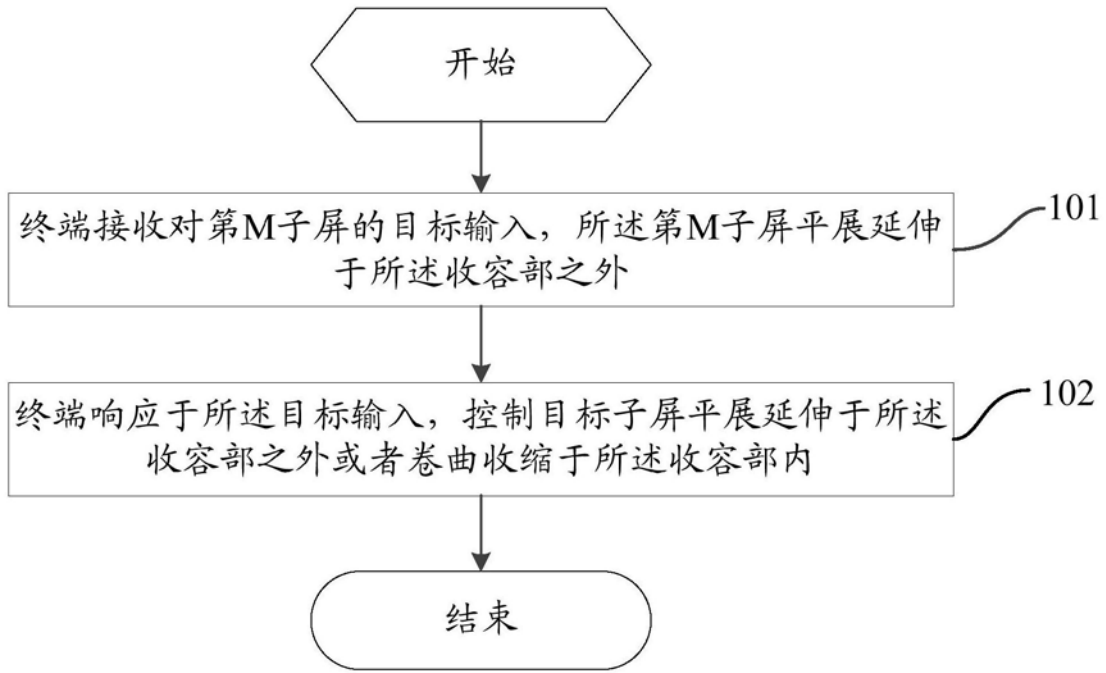 开始
终端接收对第M子屏的目标输入，所述第M子屏平展延伸
于所述收容部之外
101
终端响应于所述目标输入，控制目标子屏平展延伸于所述
收容部之外或者卷曲收缩于所述收容部内
102
结束